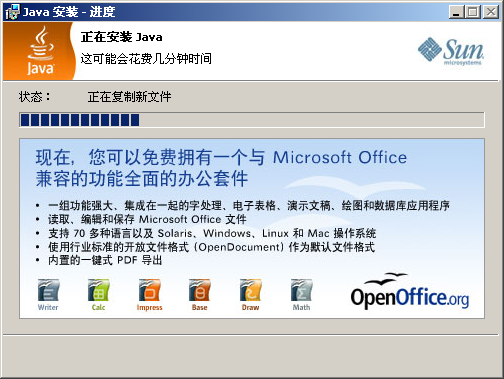 Java 安装 - 进度
正在安装 Java
这可能会花费几分钟时间
Java
Sun
microsystems
状态： 正在复制新文件
现在，您可以免费拥有一个与 Microsoft Office
兼容的功能全面的办公套件
• 一组功能强大、集成在一起的字处理、电子表格、演示文稿、绘图和数据库应用程序
• 读取、编辑和保存 Microsoft Office 文件
• 支持 70 多种语言以及 Solaris、Windows、Linux 和 Mac 操作系统
• 使用行业标准的开放文件格式 (OpenDocument) 作为默认文件格式
• 内置的一键式 PDF 导出
Writer Calc Impress Base Draw Math
OpenOffice.org